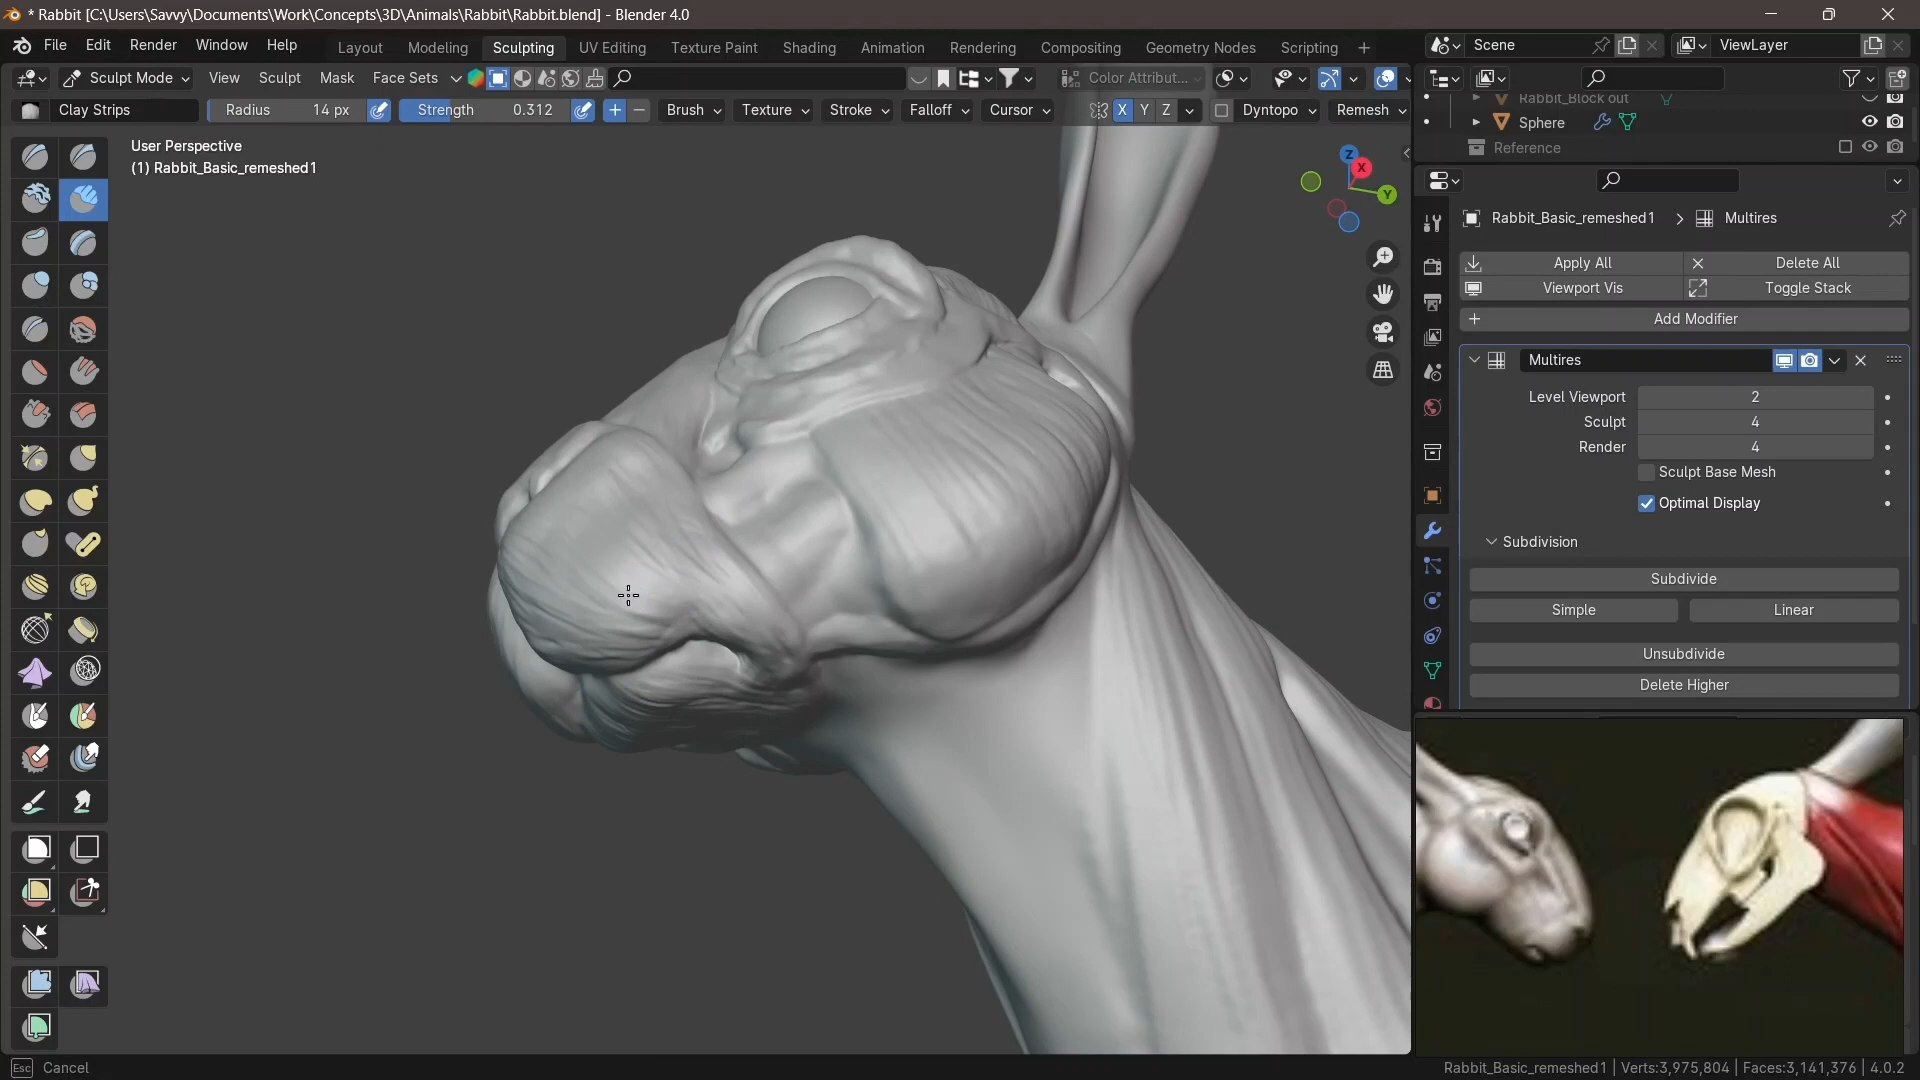 * Rabbit [C:\Users\Savvy\Documents\Work\Concepts\3D\Animals\Rabbit\Rabbit.blend] - Blender 4.0
File Edit Render Window Help Layout Modeling Sculpting UV Editing Texture Paint Shading Animation Rendering Compositing Geometry Nodes Scripting + Scene ViewLayer
Sculpt Mode View Sculpt Mask Face Sets Color Attribut...
Clay Strips Radius 14 px Strength 0.312 Brush Texture Stroke Falloff Cursor X Y Z Dyntopo Remesh
Rabbit_Block out
Sphere
Reference
User Perspective
(1) Rabbit_Basic_remeshed1
Z
X
Y
Rabbit_Basic_remeshed1 > Multires
Apply All Delete All
Viewport Vis Toggle Stack
+ Add Modifier
Multires
Level Viewport 2
Sculpt 4
Render 4
Sculpt Base Mesh
Optimal Display
Subdivision
Subdivide
Simple Linear
Unsubdivide
Delete Higher
Esc Cancel
Rabbit_Basic_remeshed1 | Verts:3,975,804 | Faces:3,141,376 | 4.0.2